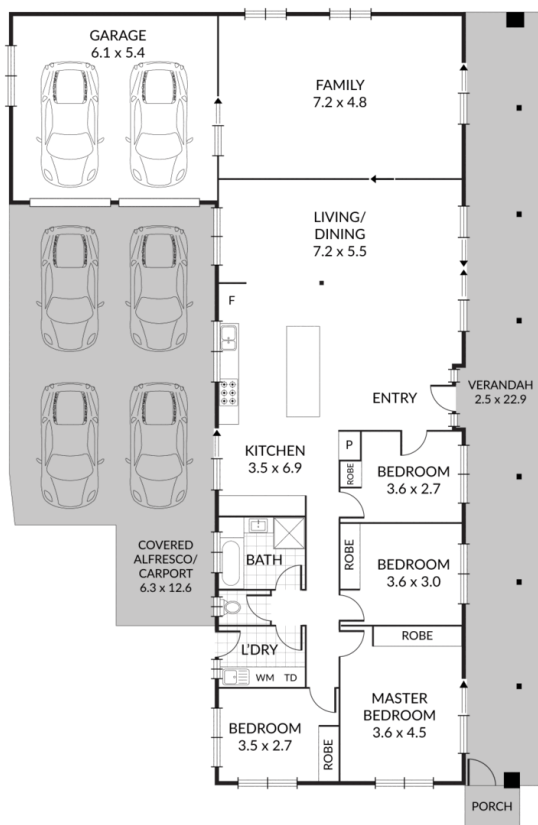 GARAGE
6.1 x 5.4
FAMILY
7.2 x 4.8
LIVING/
DINING
7.2 x 5.5
F
ENTRY
VERANDAH
2.5 x 22.9
KITCHEN
3.5 x 6.9
P
ROBE
BEDROOM
3.6 x 2.7
COVERED
ALFRESCO/
CARPORT
6.3 x 12.6
BATH
ROBE
BEDROOM
3.6 x 3.0
ROBE
L'DRY
WM TD
MASTER
BEDROOM
3.6 x 4.5
BEDROOM
3.5 x 2.7
ROBE
PORCH